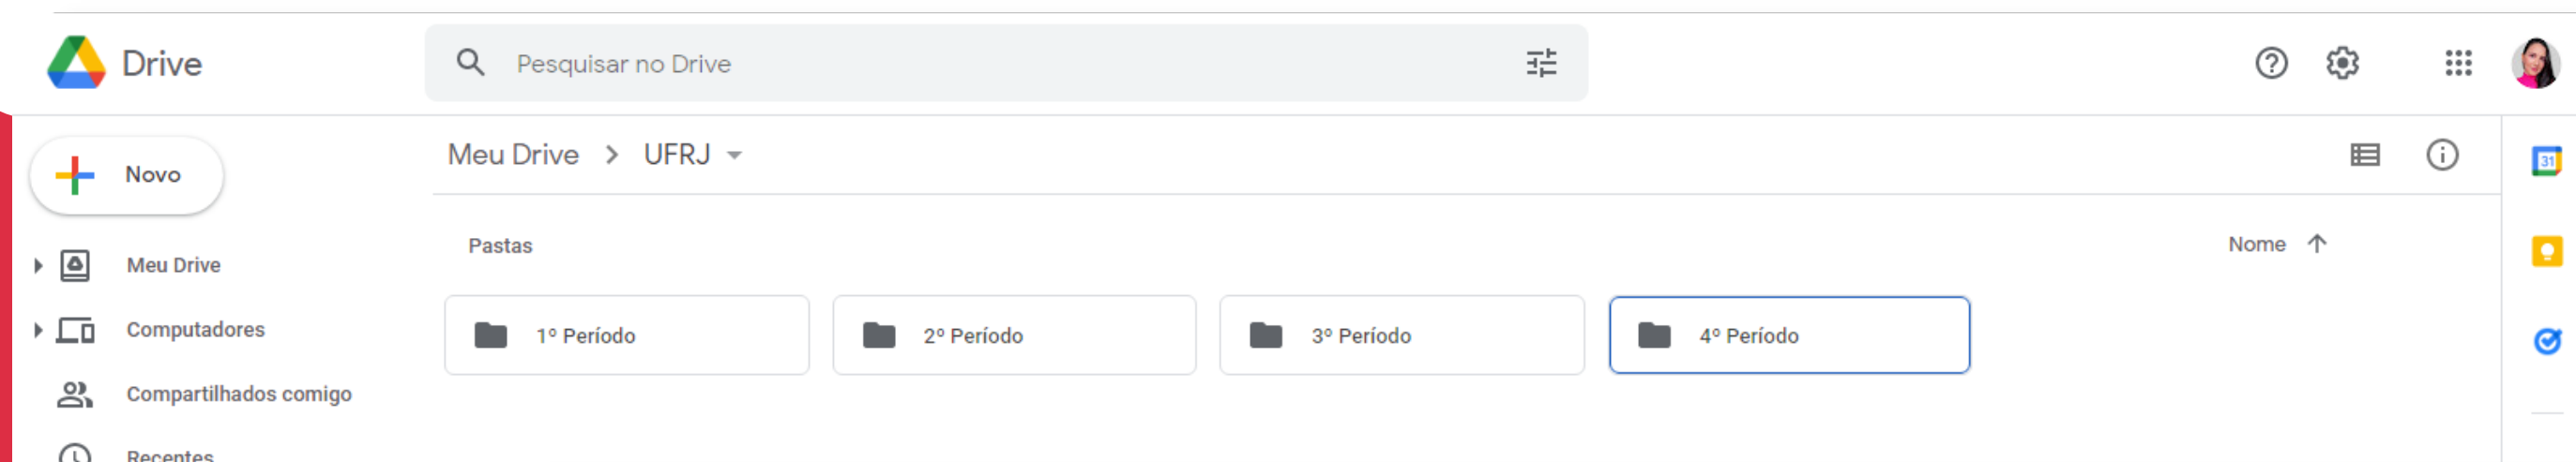 Drive
Pesquisar no Drive
Novo
Meu Drive > UFRJ
Pastas
Nome
Meu Drive
1º Período
2º Período
3º Período
4º Período
Computadores
Compartilhados comigo
Recentes
31